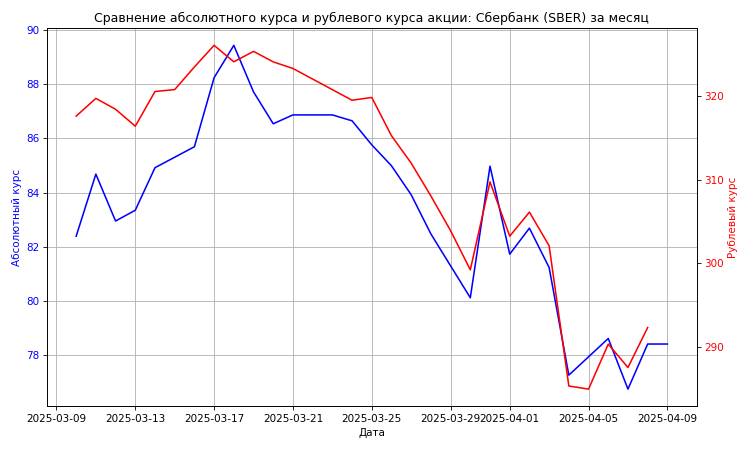 Сравнение абсолютного курса и рублевого курса акции: Сбербанк (SBER) за месяц
90
88
86
84
82
80
78
Абсолютный курс
320
310
300
290
Рублевый курс
2025-03-09 2025-03-13 2025-03-17 2025-03-21 2025-03-25 2025-03-29 2025-04-01 2025-04-05 2025-04-09
Дата